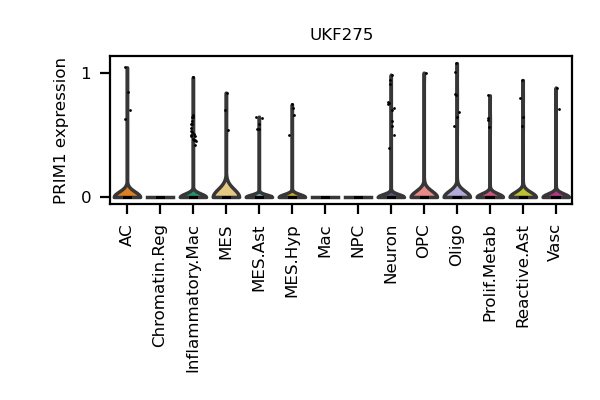 UKF275
PRIM1 expression
1
0
AC
Chromatin.Reg
Inflammatory.Mac
MES
MES.Ast
MES.Hyp
Mac
NPC
Neuron
OPC
Oligo
Prolif.Metab
Reactive.Ast
Vasc